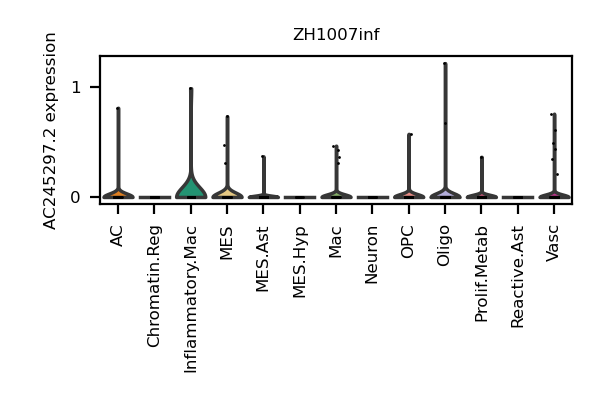 ZH1007inf
AC245297.2 expression
1
0
AC
Chromatin.Reg
Inflammatory.Mac
MES
MES.Ast
MES.Hyp
Mac
Neuron
OPC
Oligo
Prolif.Metab
Reactive.Ast
Vasc